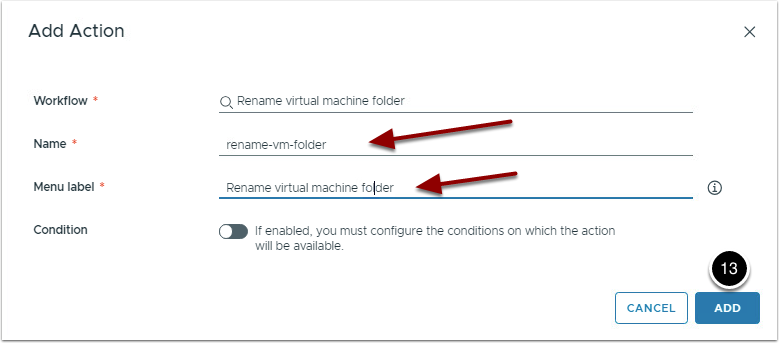 Add Action
Workflow *
Rename virtual machine folder
Name *
rename-vm-folder
Menu label *
Rename virtual machine folder
Condition
If enabled, you must configure the conditions on which the action
will be available.
13
CANCEL
ADD